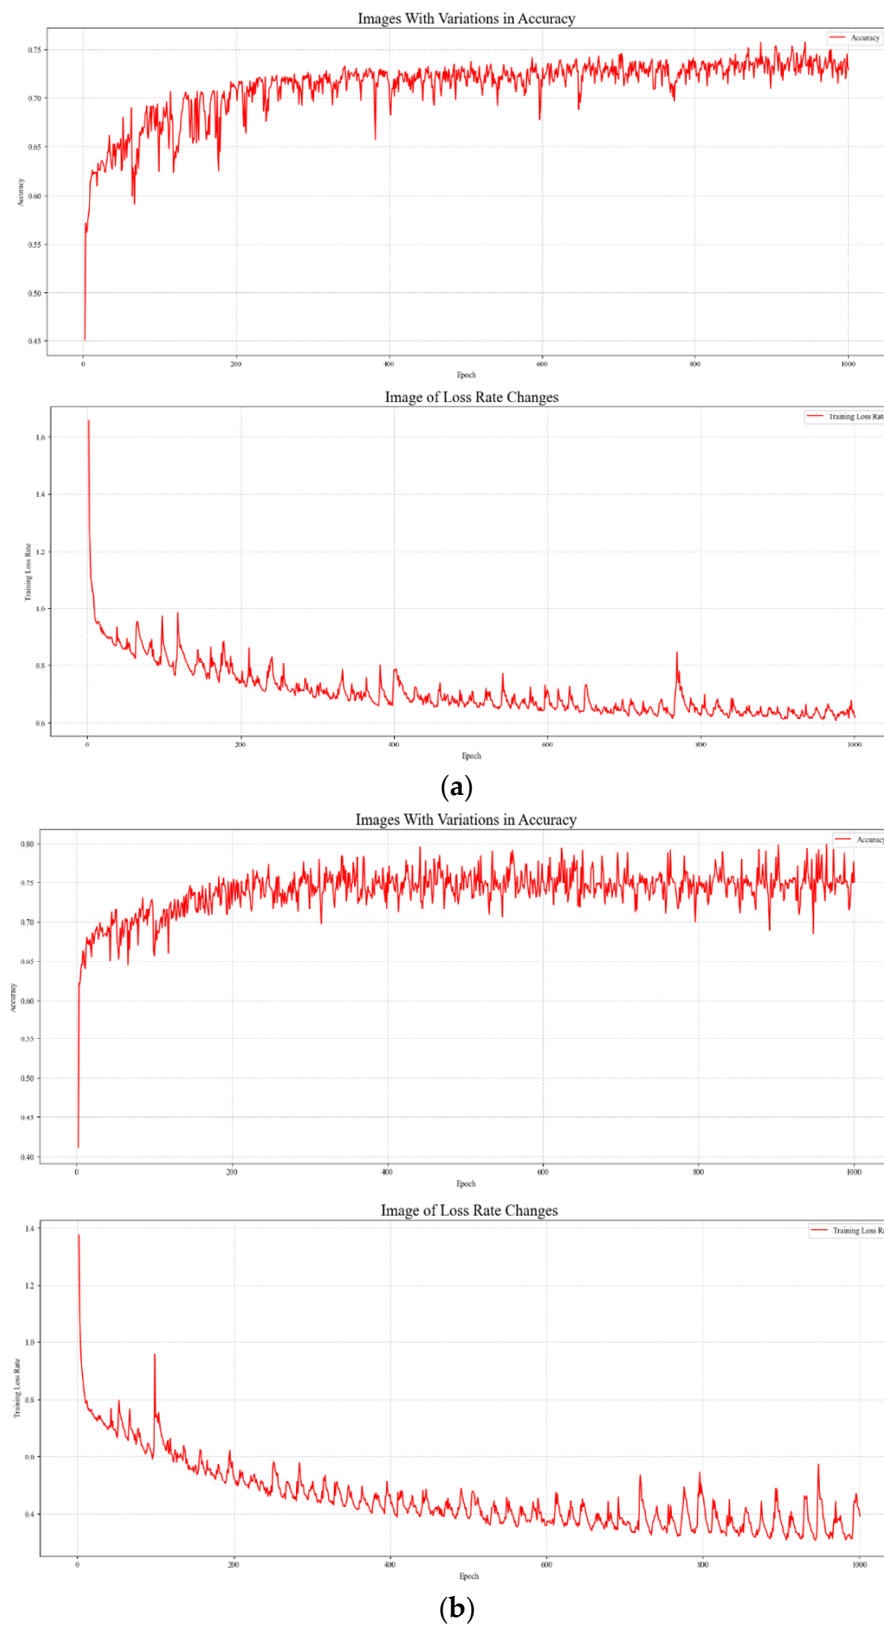 Images With Variations in Accuracy
Accuracy
0.75
0.70
0.65
0.60
0.55
0.50
0.45
Accuracy
0
200
400
600
800
1000
Epoch
Image of Loss Rate Changes
Training Loss Rate
1.6
1.4
1.2
1.0
0.8
0.6
Training Loss Rate
0
200
400
600
800
1000
Epoch
(a)
Images With Variations in Accuracy
Accuracy
0.80
0.75
0.70
0.65
0.60
0.55
0.50
0.45
0.40
Accuracy
0
200
400
600
800
1000
Epoch
Image of Loss Rate Changes
Training Loss Ra
1.4
1.2
1.0
0.8
0.6
0.4
Training Loss Rate
0
200
400
600
800
1000
Epoch
(b)